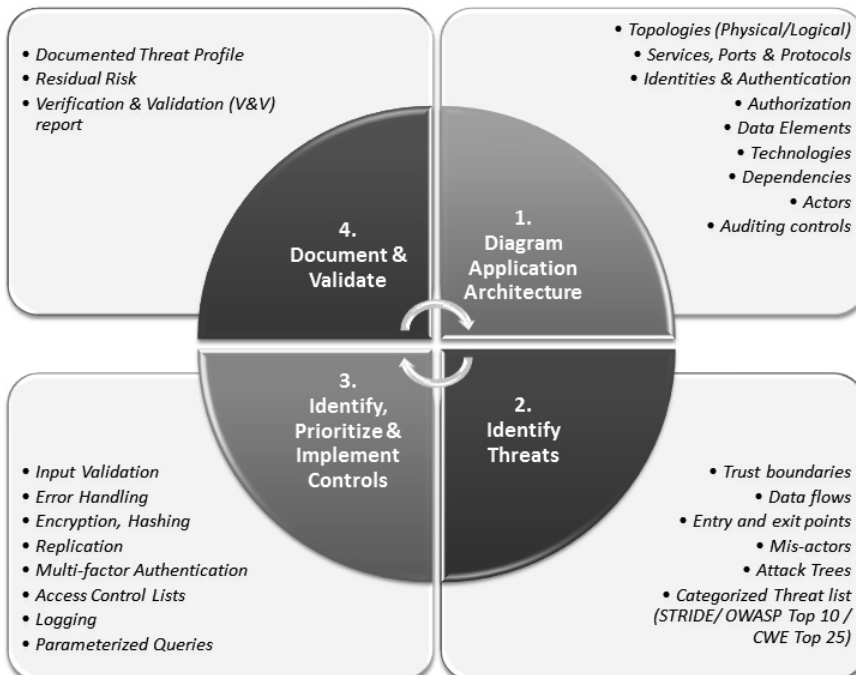 • Documented Threat Profile
• Residual Risk
• Verification & Validation (V&V)
report
• Topologies (Physical/Logical)
• Services, Ports & Protocols
• Identities & Authentication
• Authorization
• Data Elements
• Technologies
• Dependencies
• Actors
• Auditing controls
4.
Document &
Validate
1.
Diagram
Application
Architecture
3.
Identify,
Prioritize &
Implement
Controls
2.
Identify
Threats
• Input Validation
• Error Handling
• Encryption, Hashing
• Replication
• Multi-factor Authentication
• Access Control Lists
• Logging
• Parameterized Queries
• Trust boundaries
• Data flows
• Entry and exit points
• Mis-actors
• Attack Trees
• Categorized Threat list
(STRIDE/ OWASP Top 10 /
CWE Top 25)